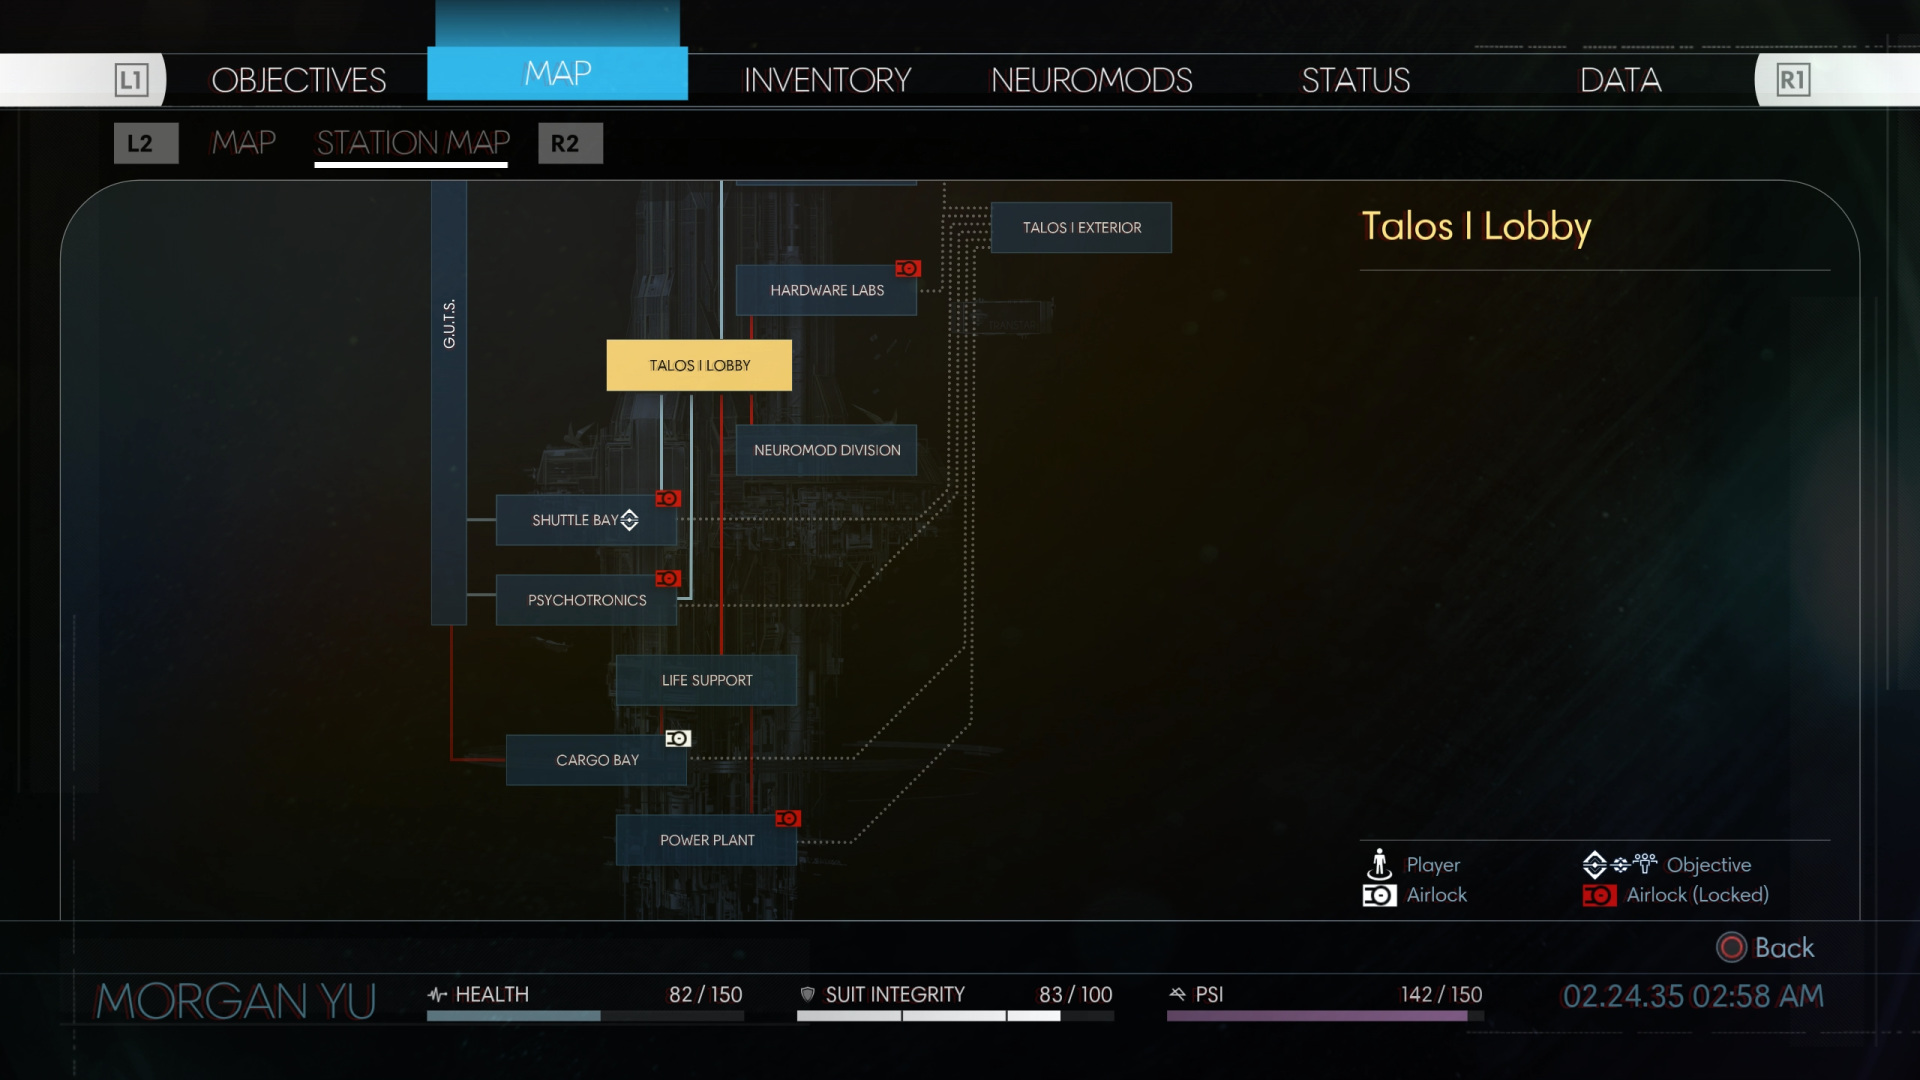 L1 OBJECTIVES MAP INVENTORY NEUROMODS STATUS DATA R1
L2 MAP STATION MAP R2
TALOS I EXTERIOR
Talos I Lobby
HARDWARE LABS
G.U.T.S.
TRANSTAR
TALOS I LOBBY
NEUROMOD DIVISION
SHUTTLE BAY
PSYCHOTRONICS
LIFE SUPPORT
CARGO BAY
POWER PLANT
Player
Objective
Airlock
Airlock (Locked)
Back
MORGAN YU HEALTH 82 / 150 SUIT INTEGRITY 83 / 100 PSI 142 / 150 02.24.35 02:58 AM